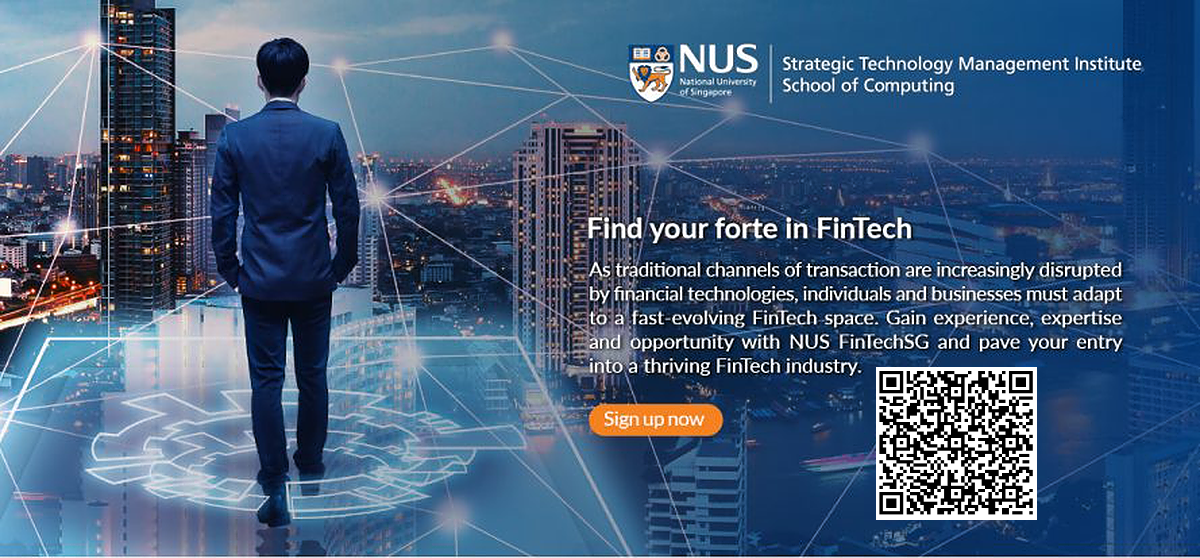 NUS
National University
of Singapore
Strategic Technology Management Institute
School of Computing
Find your forte in FinTech
As traditional channels of transaction are increasingly disrupted
by financial technologies, individuals and businesses must adapt
to a fast-evolving FinTech space. Gain experience, expertise
and opportunity with NUS FinTechSG and pave your entry
into a thriving FinTech industry.
Sign up now